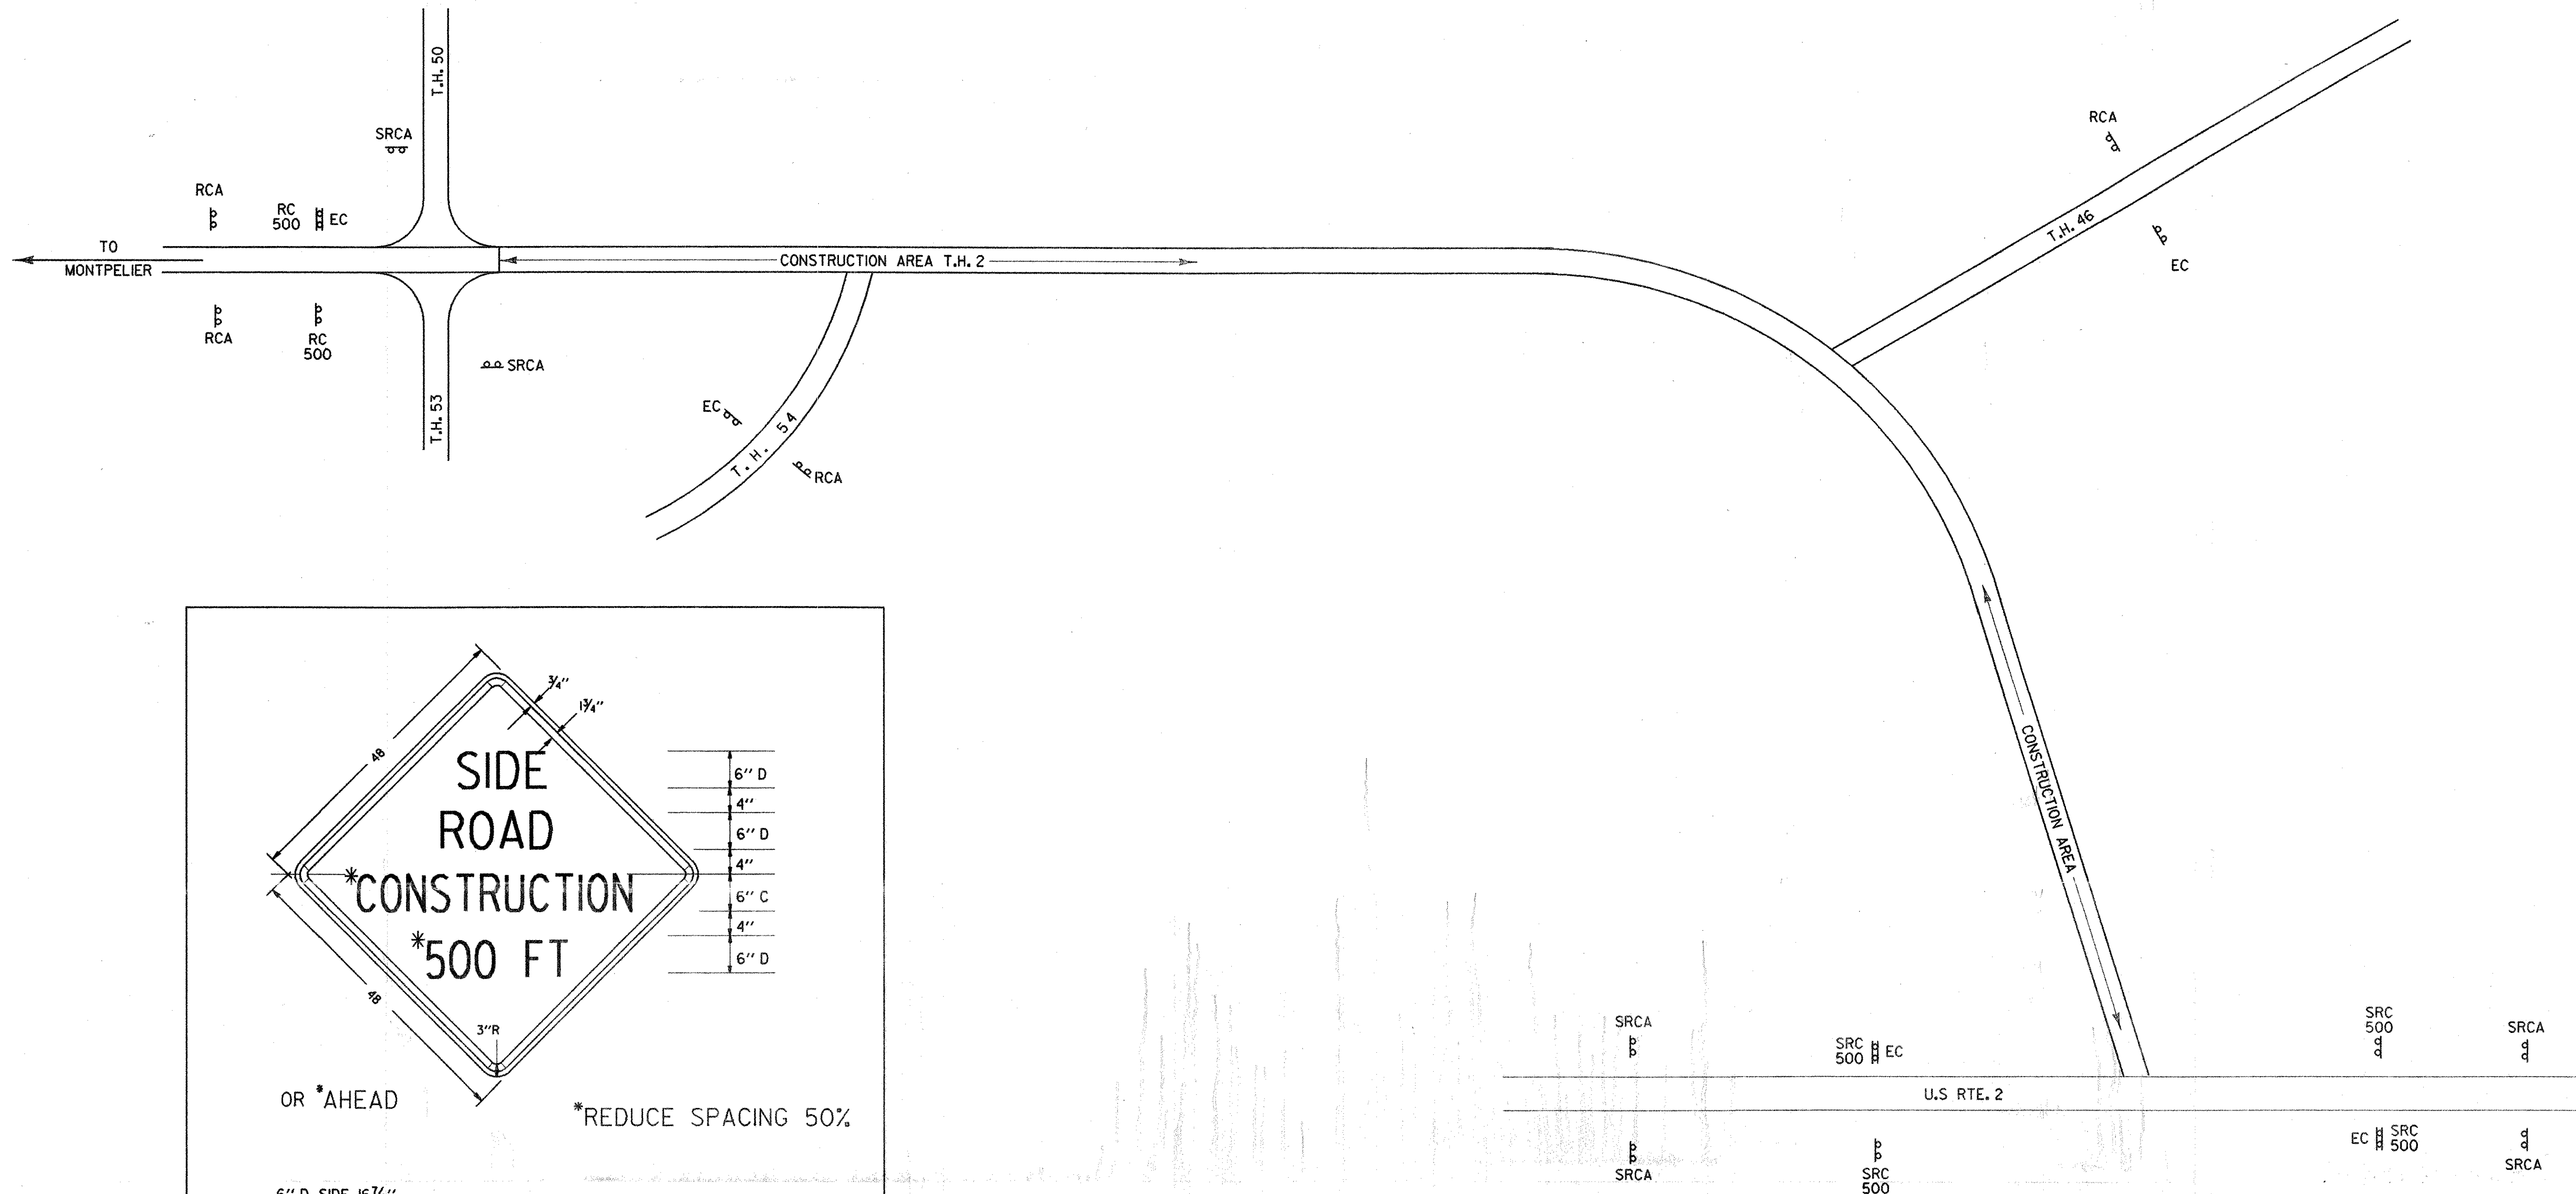 T.H. 50
SRCA
RCA
RC
500
EC
TO
MONTPELIER
CONSTRUCTION AREA T.H. 2
RCA
RC
500
SRCA
T.H. 53
EC
T. H. 54
RCA
RCA
T.H. 46
EC
CONSTRUCTION AREA
3/4"
1 3/4"
48
SIDE
ROAD
*CONSTRUCTION
*500 FT
48
3"R
6" D
4"
6" D
4"
6" C
4"
6" D
OR *AHEAD
*REDUCE SPACING 50%
SRCA
SRC
500
EC
SRC
500
SRCA
U.S RTE. 2
SRCA
SRC
500
EC
SRC
500
SRCA